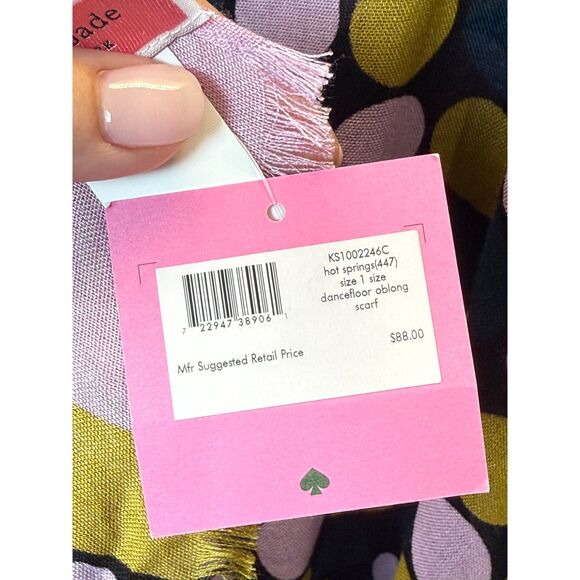 ade
RK
KS1002246C
hot springs(447)
size 1 size
dancefloor oblong
scarf
7 22947 38906 1
$88.00
Mfr Suggested Retail Price